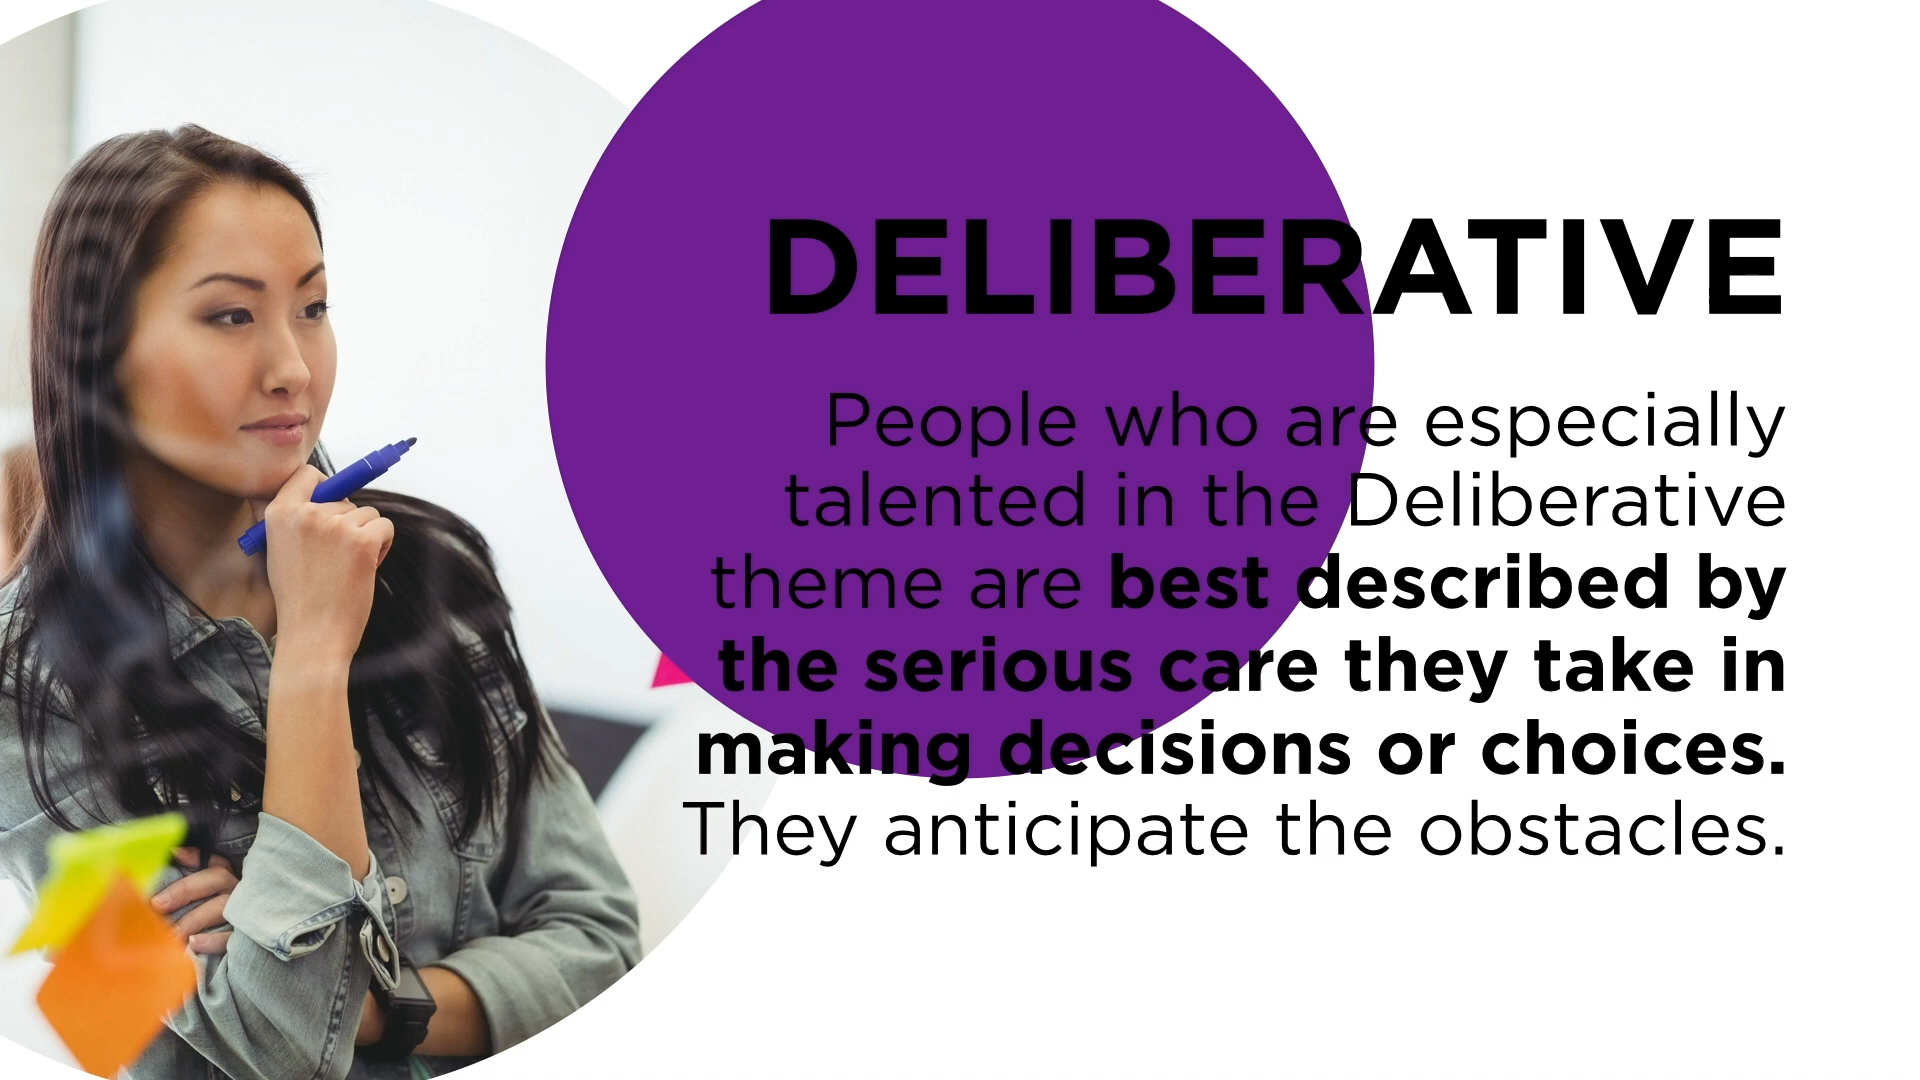 DELIBERATIVE
People who are especially
talented in the Deliberative
theme are best described by
the serious care they take in
making decisions or choices.
They anticipate the obstacles.